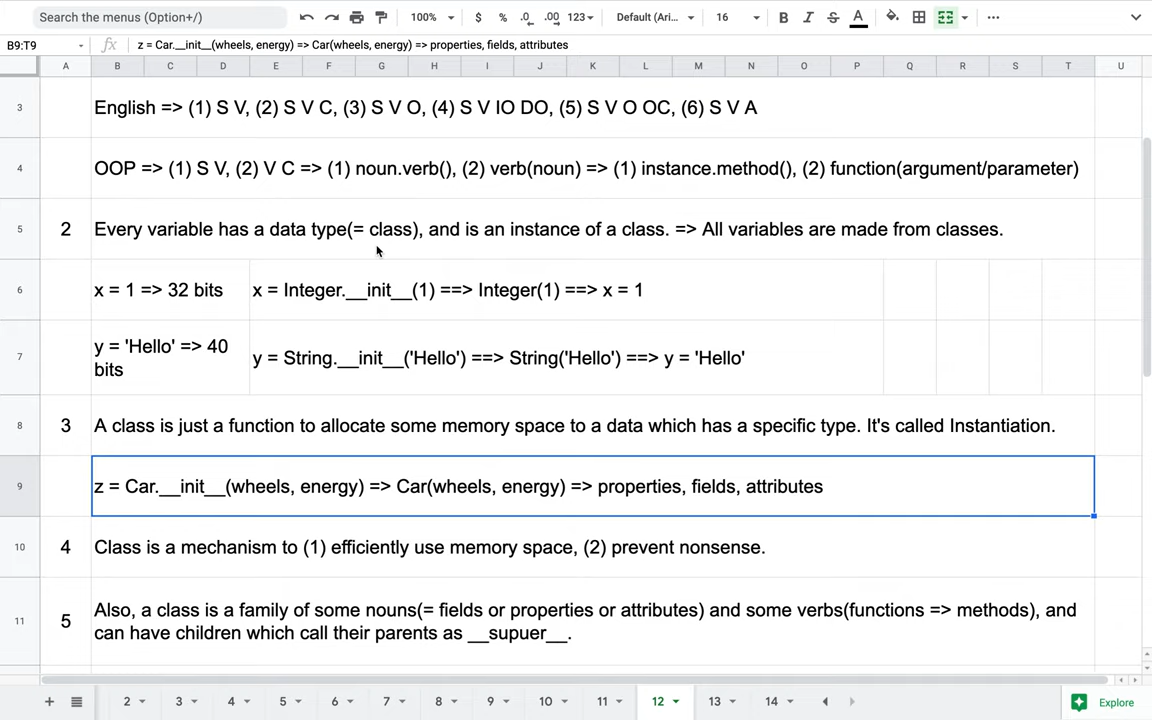 Search the menus (Option+/)
100%
$
%
.0
.00
123
Default (Ari...
16
B
I
S
A
B9:T9
fx
z = Car.__init__(wheels, energy) => Car(wheels, energy) => properties, fields, attributes
A B C D E F G H I J K L M N O P Q R S T U
3
English => (1) S V, (2) S V C, (3) S V O, (4) S V IO DO, (5) S V O OC, (6) S V A
4
OOP => (1) S V, (2) V C => (1) noun.verb(), (2) verb(noun) => (1) instance.method(), (2) function(argument/parameter)
5
2
Every variable has a data type(= class), and is an instance of a class. => All variables are made from classes.
6
x = 1 => 32 bits
x = Integer.__init__(1) ==> Integer(1) ==> x = 1
7
y = 'Hello' => 40
bits
y = String.__init__('Hello') ==> String('Hello') ==> y = 'Hello'
8
3
A class is just a function to allocate some memory space to a data which has a specific type. It's called Instantiation.
9
z = Car.__init__(wheels, energy) => Car(wheels, energy) => properties, fields, attributes
10
4
Class is a mechanism to (1) efficiently use memory space, (2) prevent nonsense.
11
5
Also, a class is a family of some nouns(= fields or properties or attributes) and some verbs(functions => methods), and
can have children which call their parents as __supuer__.
2 3 4 5 6 7 8 9 10 11 12 13 14
Explore